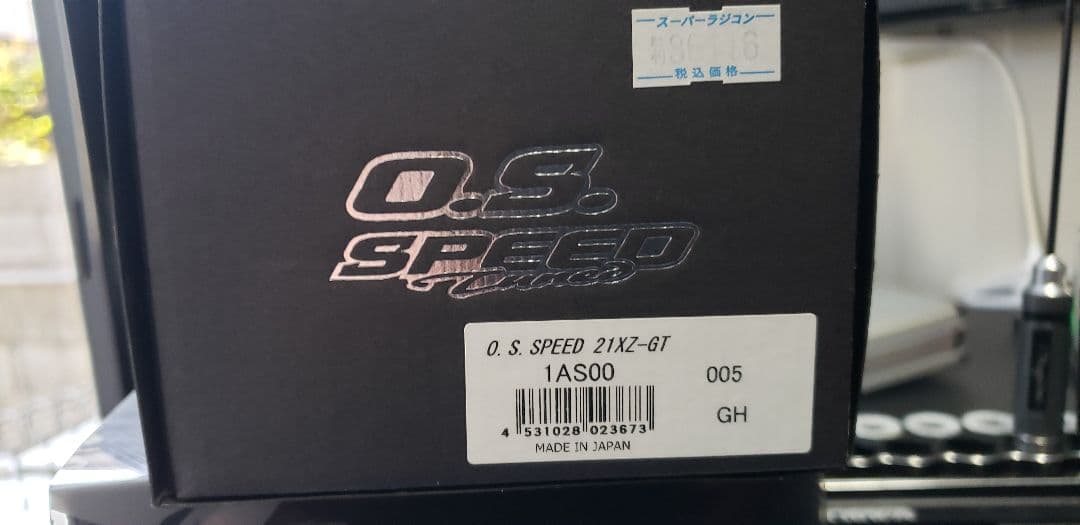 スーパーラジコン
税込価格
O.S.
SPEED
O.S.SPEED 21XZ-GT
1AS00
005
GH
4 531028 023673
MADE IN JAPAN